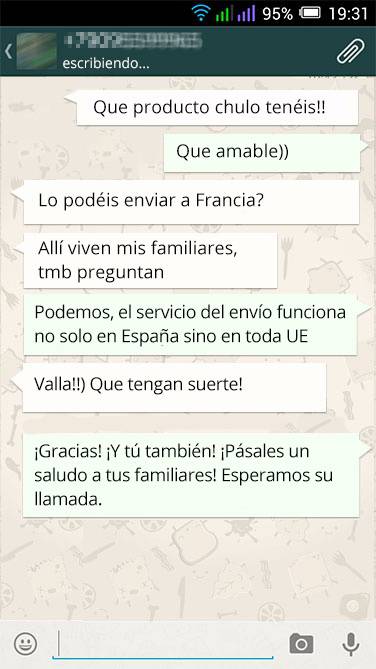 95% 19:31
escribiendo...
Que producto chulo tenéis!!
Que amable))
Lo podéis enviar a Francia?
Allí viven mis familiares,
tmb preguntan
Podemos, el servicio del envío funciona
no solo en España sino en toda UE
Valla!!) Que tengan suerte!
¡Gracias! ¡Y tú también! ¡Pásales un
saludo a tus familiares! Esperamos su
llamada.